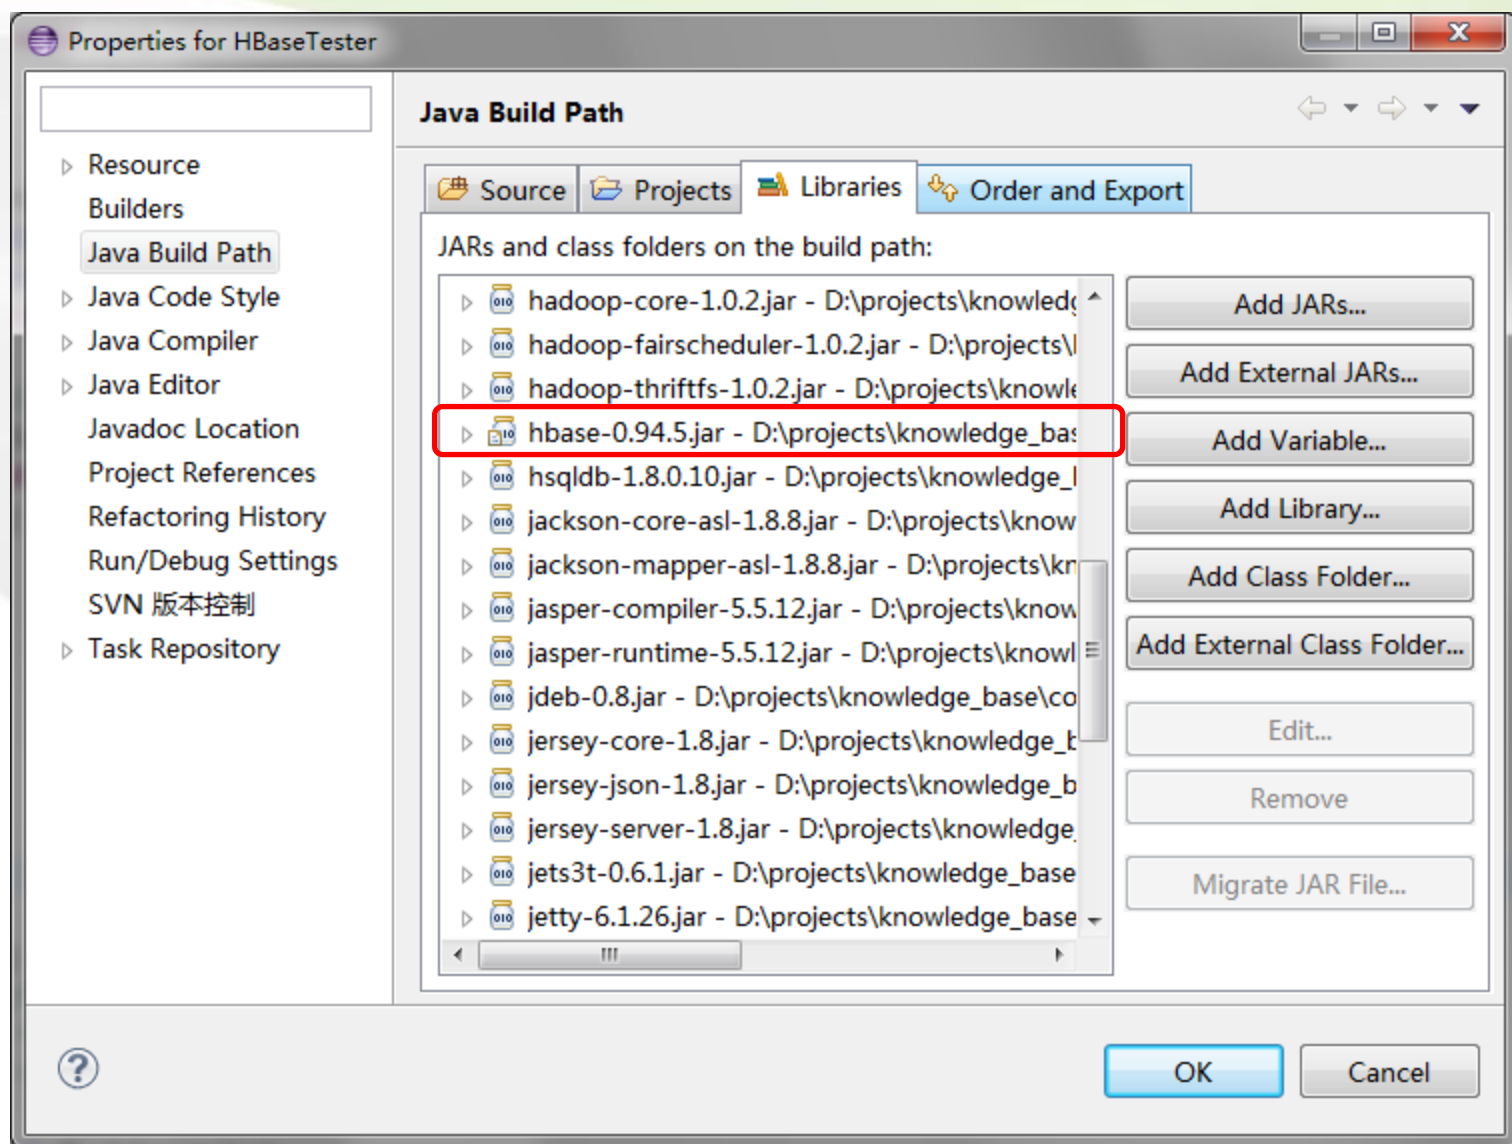 Properties for HBaseTester
Resource
Builders
Java Build Path
Java Code Style
Java Compiler
Java Editor
Javadoc Location
Project References
Refactoring History
Run/Debug Settings
SVN 版本控制
Task Repository
Java Build Path
Source Projects Libraries Order and Export
JARs and class folders on the build path:
hadoop-core-1.0.2.jar - D:\projects\knowledg
hadoop-fairscheduler-1.0.2.jar - D:\projects\
hadoop-thriftfs-1.0.2.jar - D:\projects\knowle
hbase-0.94.5.jar - D:\projects\knowledge_bas
hsqldb-1.8.0.10.jar - D:\projects\knowledge_
jackson-core-asl-1.8.8.jar - D:\projects\know
jackson-mapper-asl-1.8.8.jar - D:\projects\kn
jasper-compiler-5.5.12.jar - D:\projects\know
jasper-runtime-5.5.12.jar - D:\projects\knowl
jdeb-0.8.jar - D:\projects\knowledge_base\co
jersey-core-1.8.jar - D:\projects\knowledge_b
jersey-json-1.8.jar - D:\projects\knowledge_b
jersey-server-1.8.jar - D:\projects\knowledge_
jets3t-0.6.1.jar - D:\projects\knowledge_base
jetty-6.1.26.jar - D:\projects\knowledge_base
Add JARs...
Add External JARs...
Add Variable...
Add Library...
Add Class Folder...
Add External Class Folder...
Edit...
Remove
Migrate JAR File...
OK
Cancel